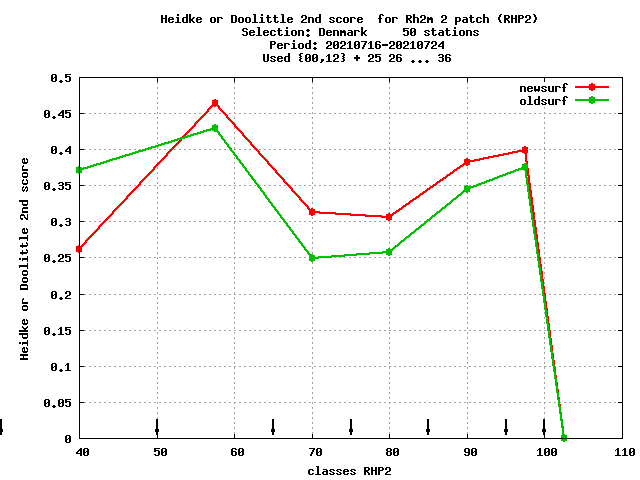 Heidke or Doolittle 2nd score  for Rh2m 2 patch (RHP2)
Selection: Denmark     50 stations
Period: 20210716-20210724
Used {00,12} + 25 26 ... 36
newsurf
oldsurf
Heidke or Doolittle 2nd score
0.5
0.45
0.4
0.35
0.3
0.25
0.2
0.15
0.1
0.05
0
40 50 60 70 80 90 100 110
classes RHP2